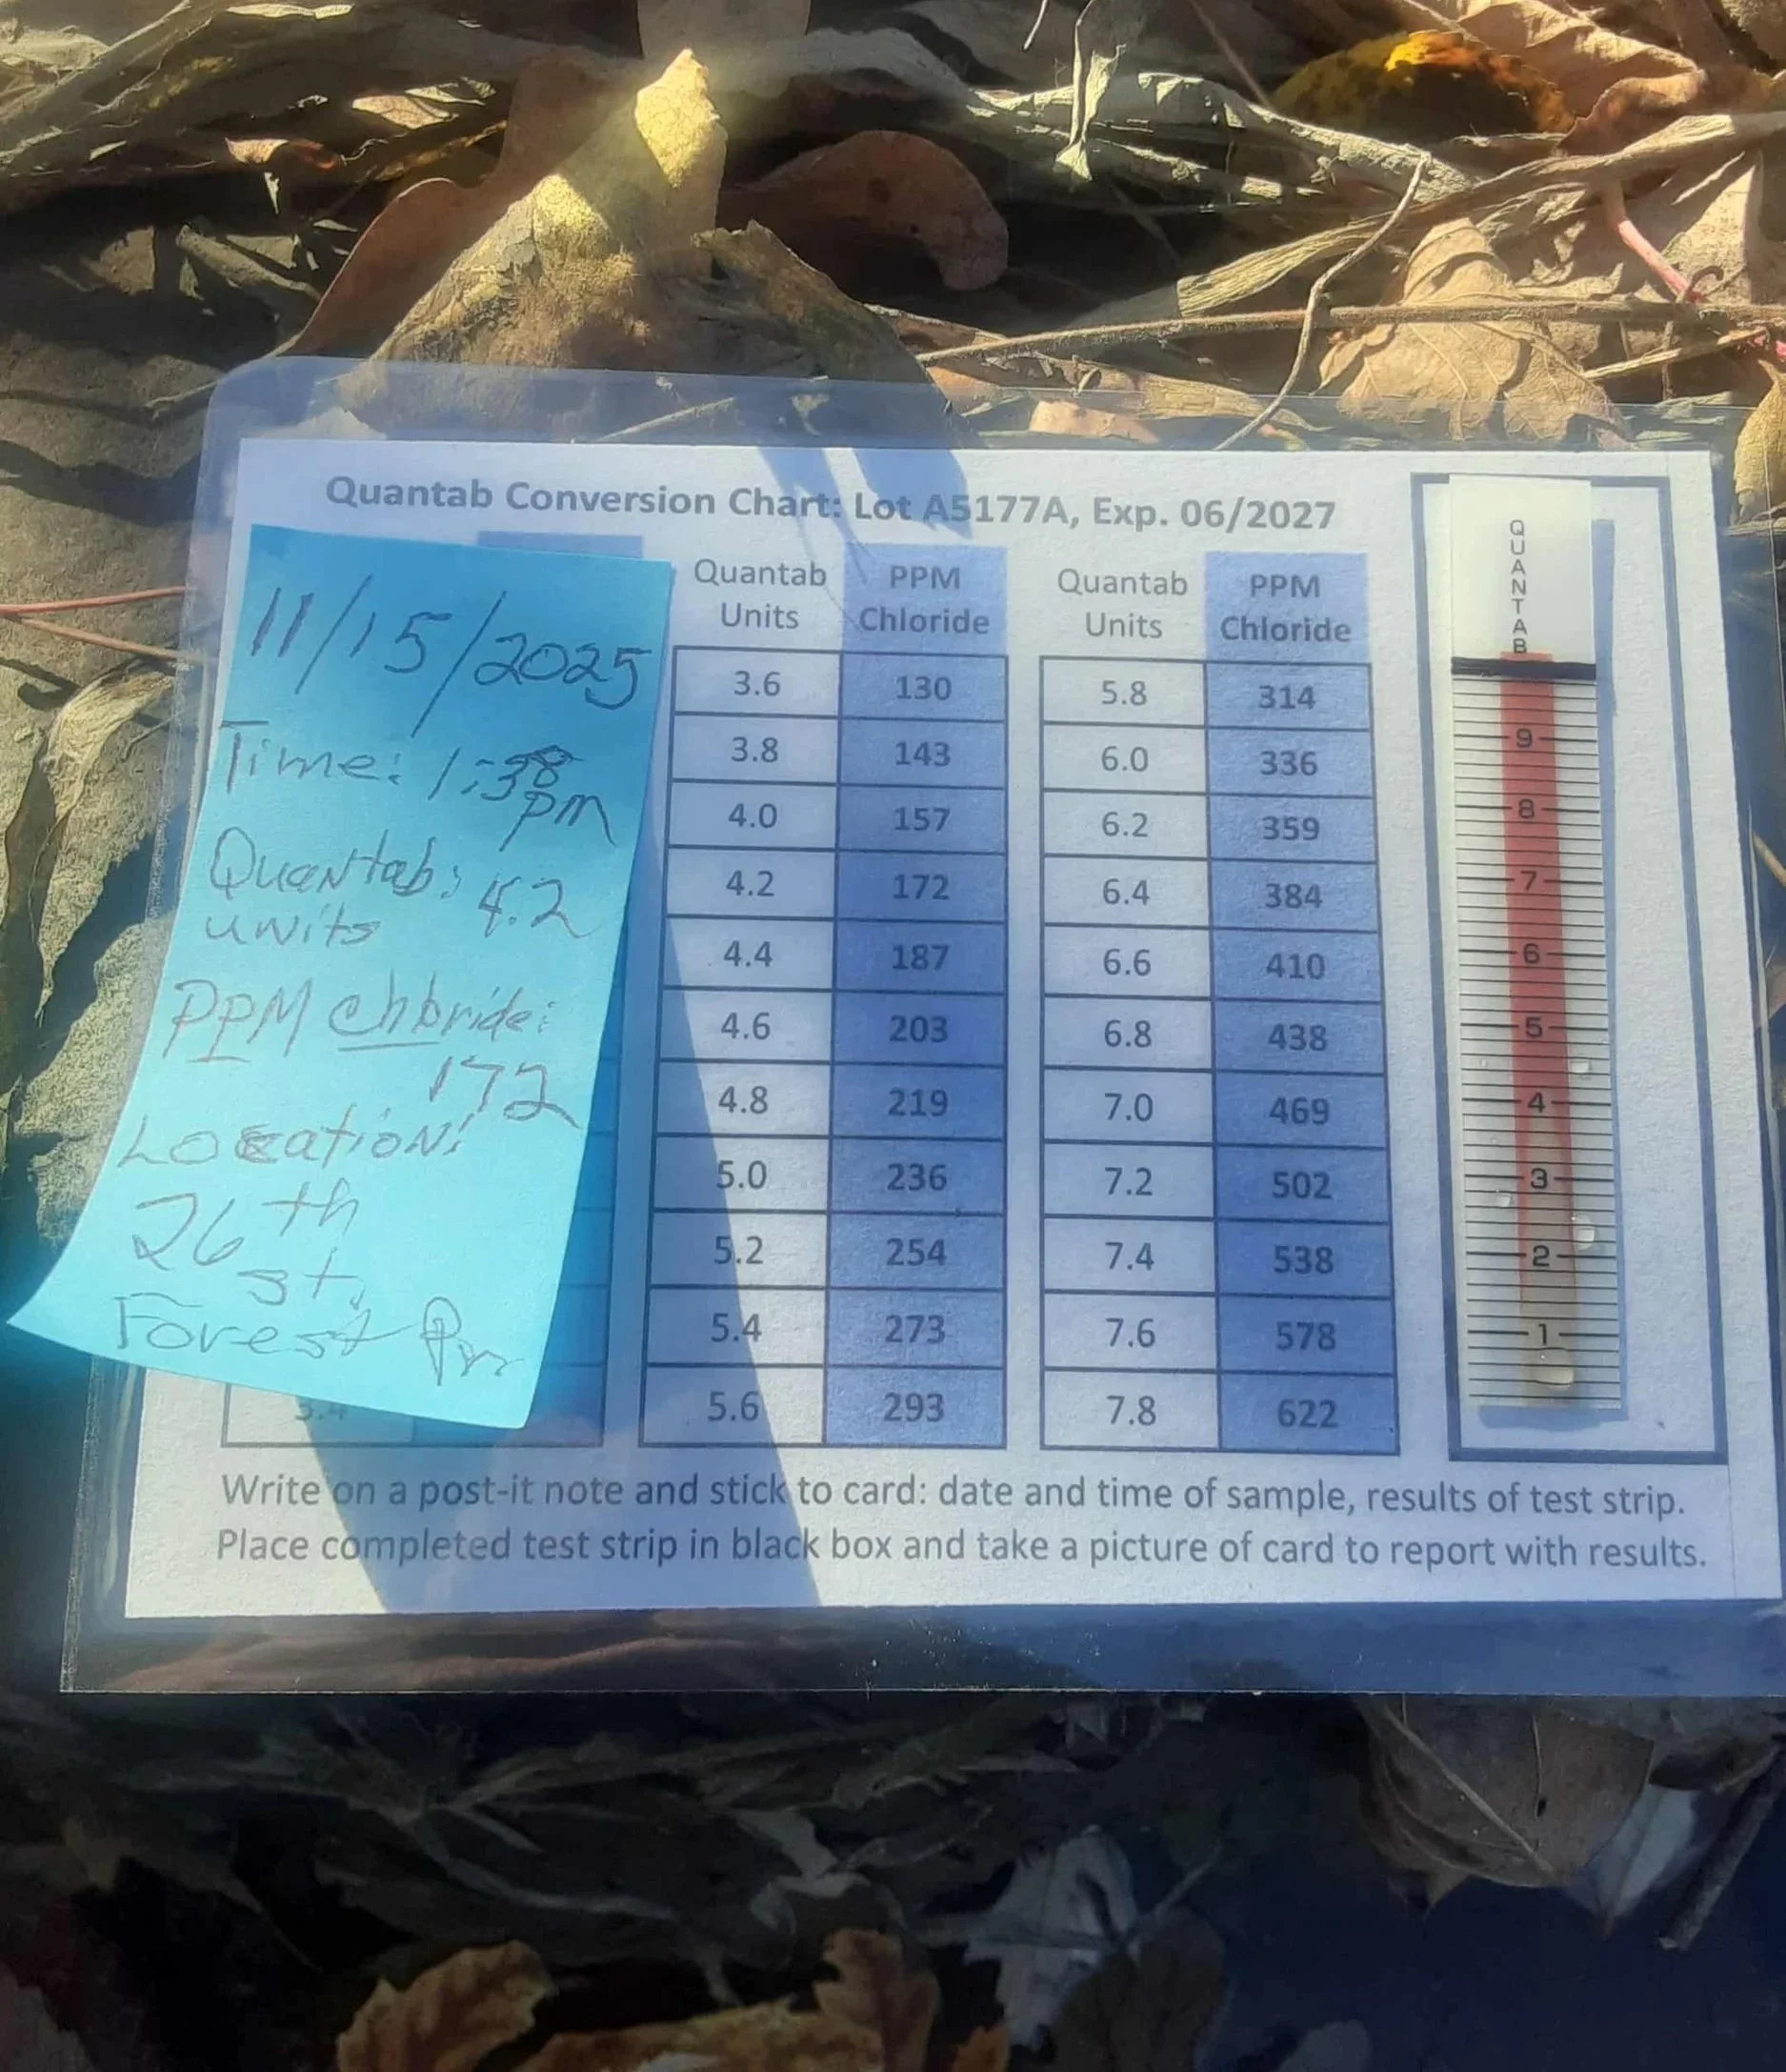 Quantab Conversion Chart: Lot A5177A, Exp. 06/2027
11/15/2025
Time: 1:38
pm
Quantab: 4.2
units
PPM Chloride:
172
Location:
26th
st,
Forest
3.4
Quantab Units PPM Chloride
3.6 130
3.8 143
4.0 157
4.2 172
4.4 187
4.6 203
4.8 219
5.0 236
5.2 254
5.4 273
5.6 293
Quantab Units PPM Chloride
5.8 314
6.0 336
6.2 359
6.4 384
6.6 410
6.8 438
7.0 469
7.2 502
7.4 538
7.6 578
7.8 622
QUANTAB
9
8
7
6
5
4
3
2
1
Write on a post-it note and stick to card: date and time of sample, results of test strip.
Place completed test strip in black box and take a picture of card to report with results.